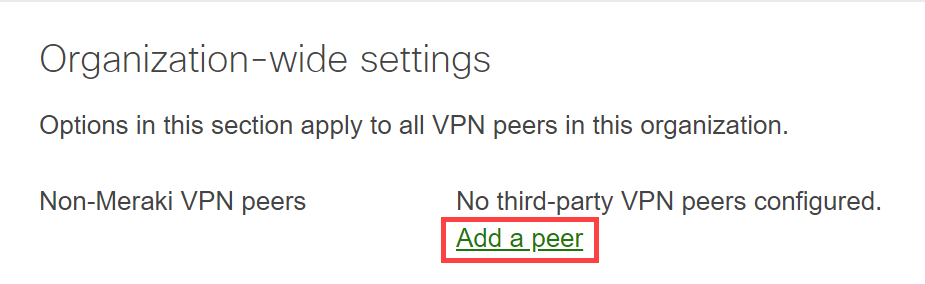 Organization-wide settings
Options in this section apply to all VPN peers in this organization.
Non-Meraki VPN peers
No third-party VPN peers configured.
Add a peer